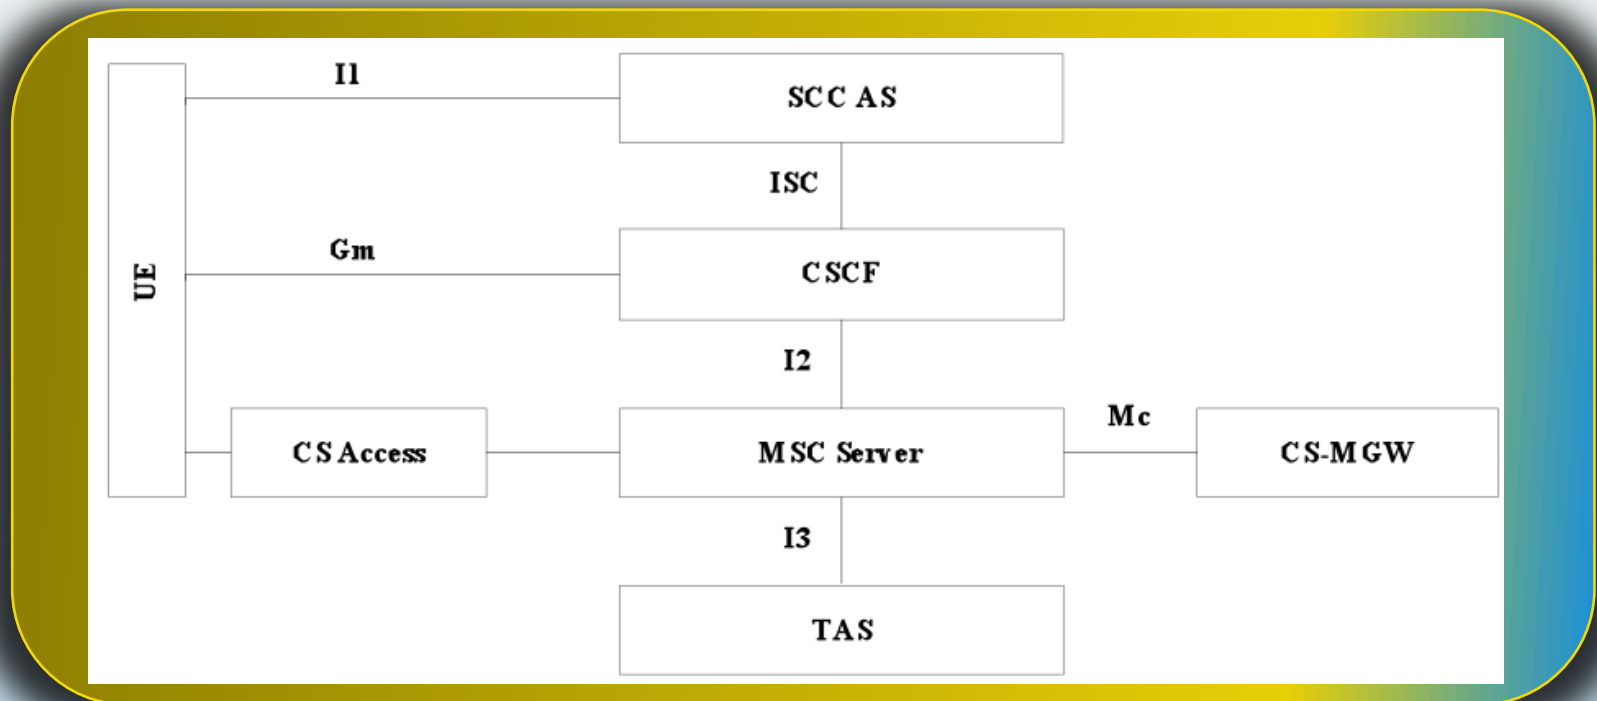 I1
SCC AS
ISC
Gm
CSCF
UE
I2
Mc
CS Access
MSC Server
CS-MGW
I3
TAS